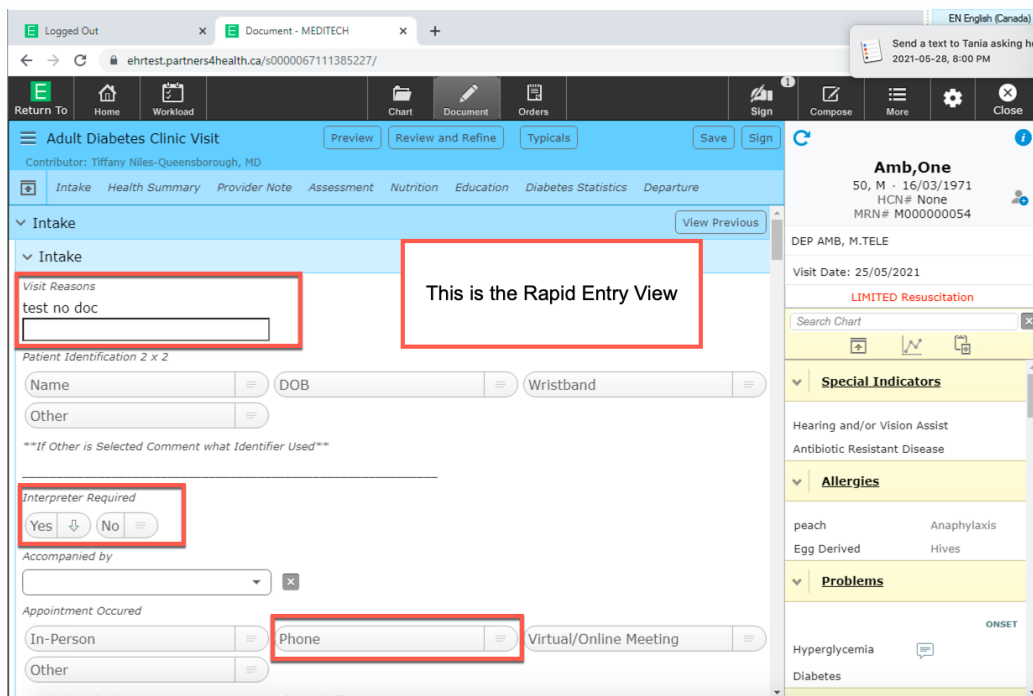 EN English (Canada)
Logged Out
Document - MEDITECH
Send a text to Tania asking
2021-05-28, 8:00 PM
ehrtest.partners4health.ca/s0000067111385227/
Return To
Home
Workload
Chart
Document
Orders
Sign
1
Compose
More
Close
Adult Diabetes Clinic Visit
Preview
Review and Refine
Typicals
Save
Sign
Contributor: Tiffany Niles-Queensborough, MD
Intake Health Summary Provider Note Assessment Nutrition Education Diabetes Statistics Departure
Intake
View Previous
Intake
This is the Rapid Entry View
Visit Reasons
test no doc
Patient Identification 2 x 2
Name
DOB
Wristband
Other
**If Other is Selected Comment what Identifier Used**
Interpreter Required
Yes
No
Accompanied by
Appointment Occured
In-Person
Phone
Virtual/Online Meeting
Other
Amb,One
50, M · 16/03/1971
HCN# None
MRN# M000000054
DEP AMB, M.TELE
Visit Date: 25/05/2021
LIMITED Resuscitation
Search Chart
Special Indicators
Hearing and/or Vision Assist
Antibiotic Resistant Disease
Allergies
peach Anaphylaxis
Egg Derived Hives
Problems
ONSET
Hyperglycemia
Diabetes